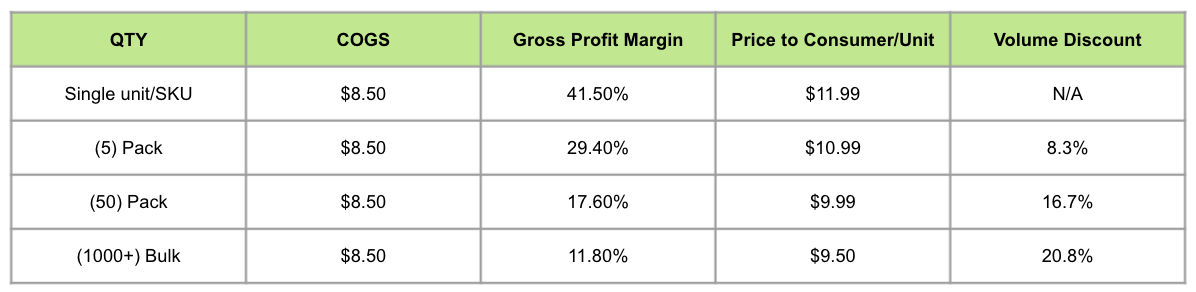 QTY COGS Gross Profit Margin Price to Consumer/Unit Volume Discount
Single unit/SKU $8.50 41.50% $11.99 N/A
(5) Pack $8.50 29.40% $10.99 8.3%
(50) Pack $8.50 17.60% $9.99 16.7%
(1000+) Bulk $8.50 11.80% $9.50 20.8%